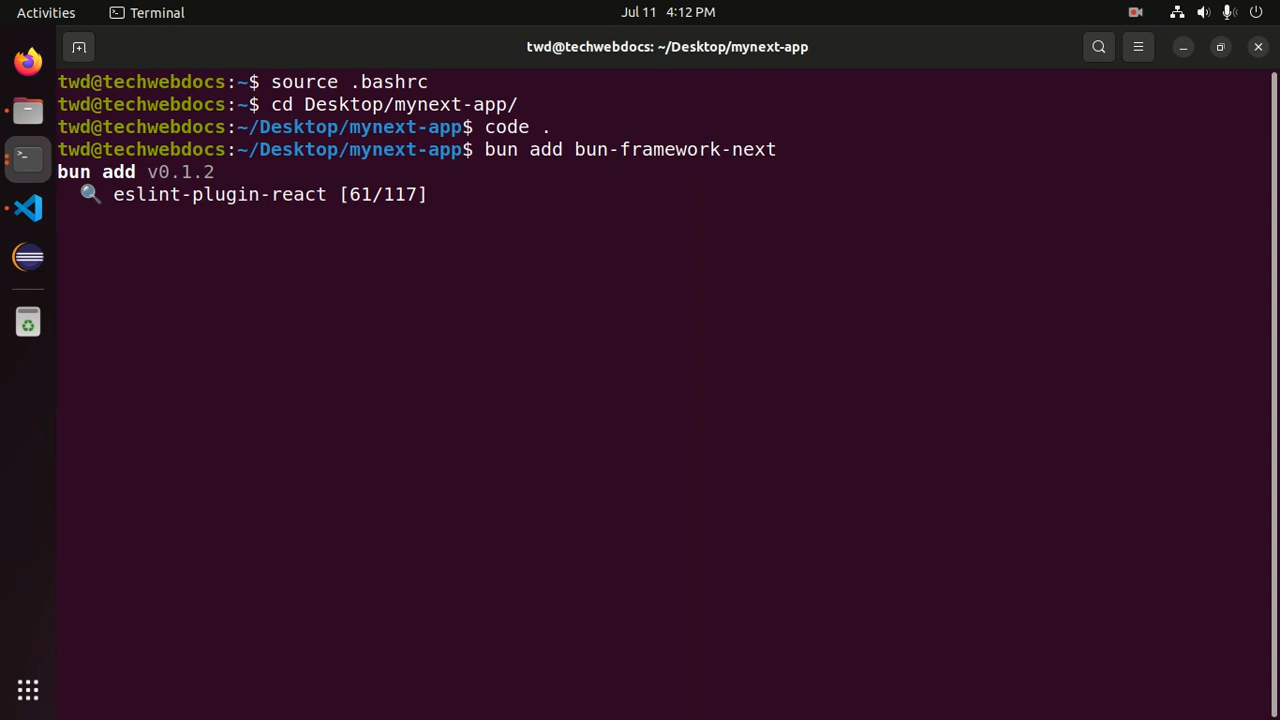 Activities Terminal Jul 11 4:12 PM
twd@techwebdocs: ~/Desktop/mynext-app
twd@techwebdocs:~$ source .bashrc
twd@techwebdocs:~$ cd Desktop/mynext-app/
twd@techwebdocs:~/Desktop/mynext-app$ code .
twd@techwebdocs:~/Desktop/mynext-app$ bun add bun-framework-next
bun add v0.1.2
🔍 eslint-plugin-react [61/117]